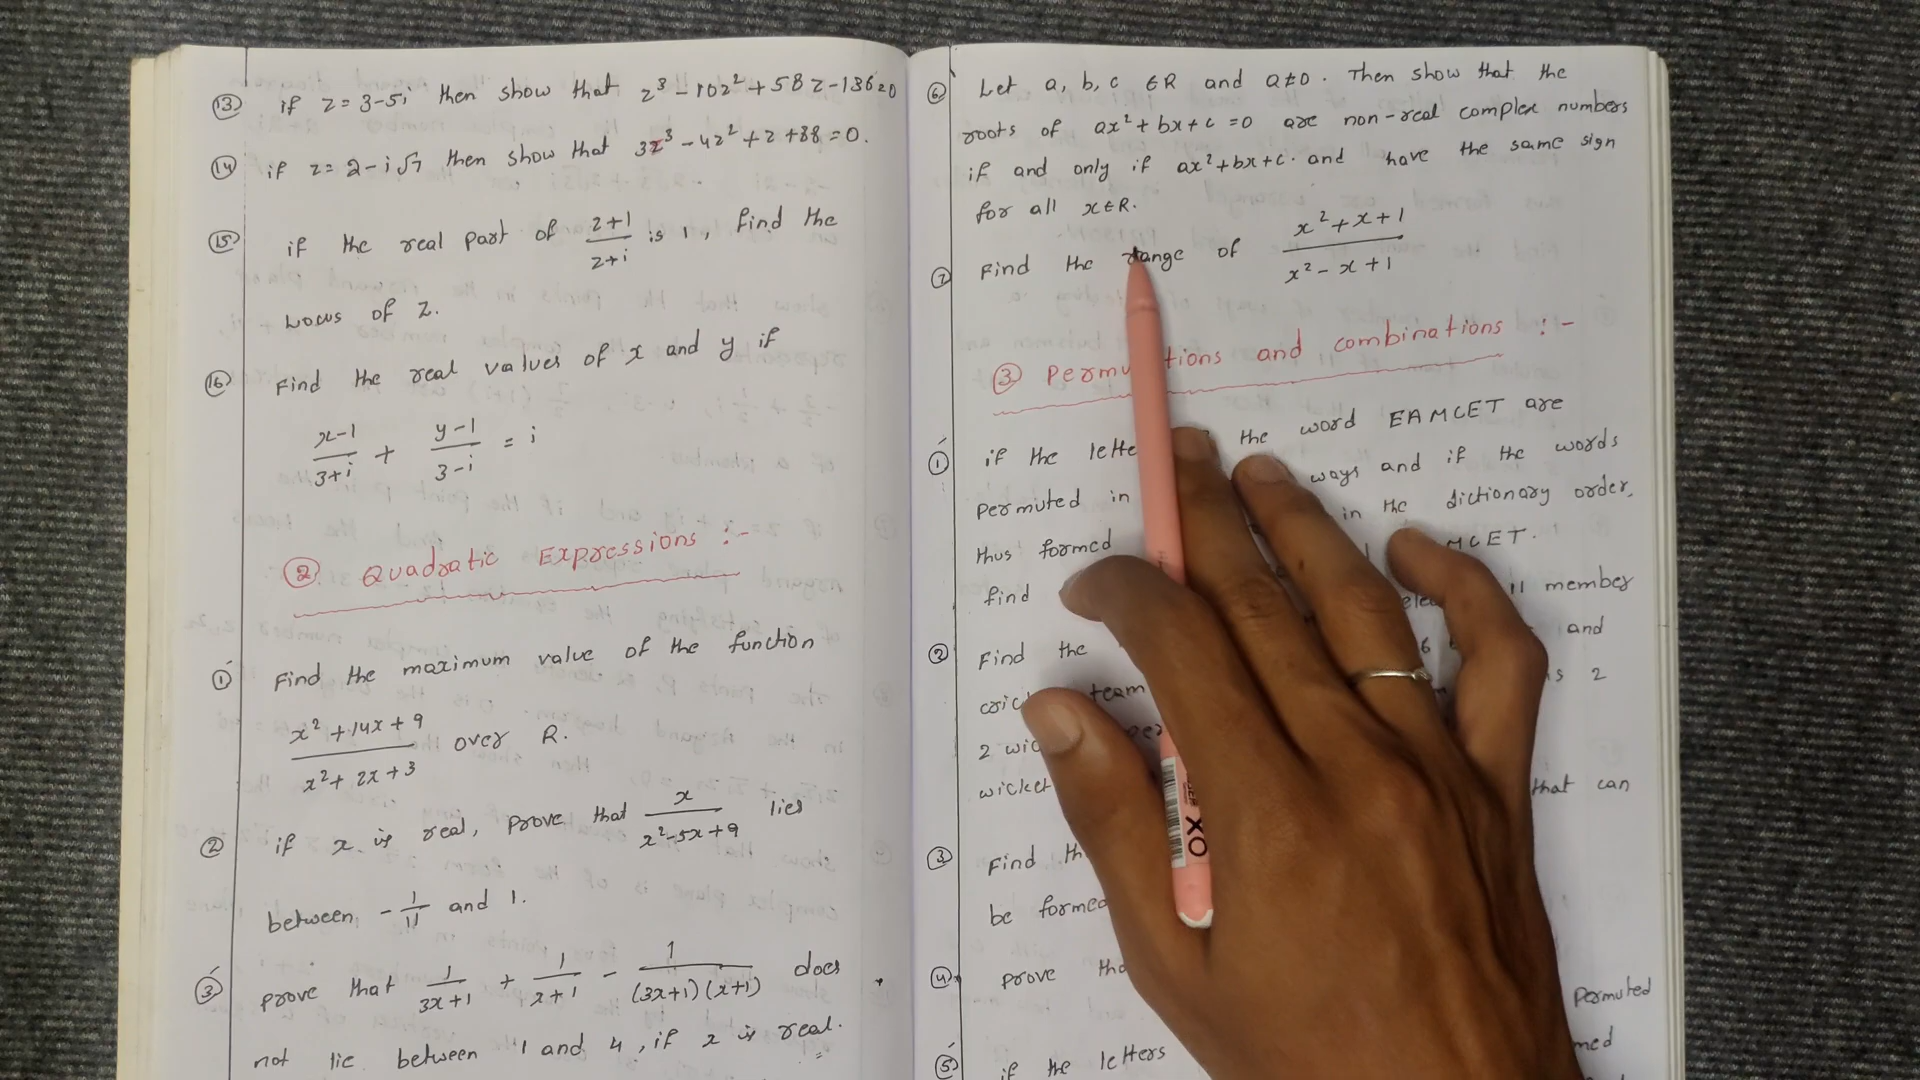 13 if z = 3-5i then show that z³ - 10z² + 58z - 136 = 0
14 if z = 2-i√7 then show that 3z³ - 4z² + z + 88 = 0.
15 if the real part of (z+1)/(z+i) is 1, find the
Locus of z.
16 Find the real values of x and y if
(x-1)/(3+i) + (y-1)/(3-i) = i
② Quadratic Expressions :-
① Find the maximum value of the function
(x² + 14x + 9)/(x² + 2x + 3) over R.
② if x is real, prove that x/(x² - 5x + 9) lies
between -1/11 and 1.
③ prove that 1/(3x+1) + 1/(x+1) - 1/((3x+1)(x+1)) does
not lie between 1 and 4, if x is real.
⑥ Let a, b, c ∈ R and a ≠ 0. Then show that the
roots of ax² + bx + c = 0 are non-real complex numbers
if and only if ax² + bx + c. and have the same sign
for all x ∈ R.
⑦ Find the range of (x² + x + 1)/(x² - x + 1)
③ Permutations and combinations :-
① if the the word EAMCET are
permuted in ways and if the words
thus formed in the dictionary order,
find
② Find the 11 member
team 6 and
2 2
wicket that can
③ Find
be formed
④ prove
Permuted
⑤ if the letters
XO